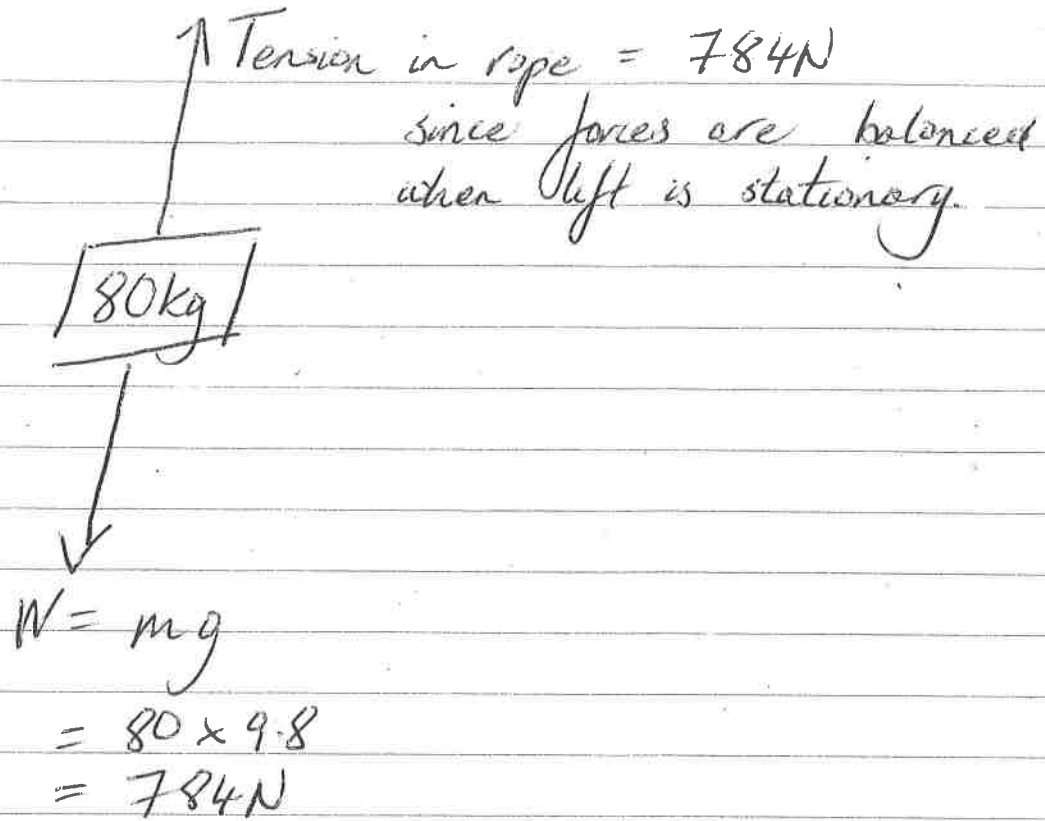 Tension in rope = 784N
since forces are balanced
when lift is stationary.
80kg
W = mg
= 80 x 9.8
= 784N